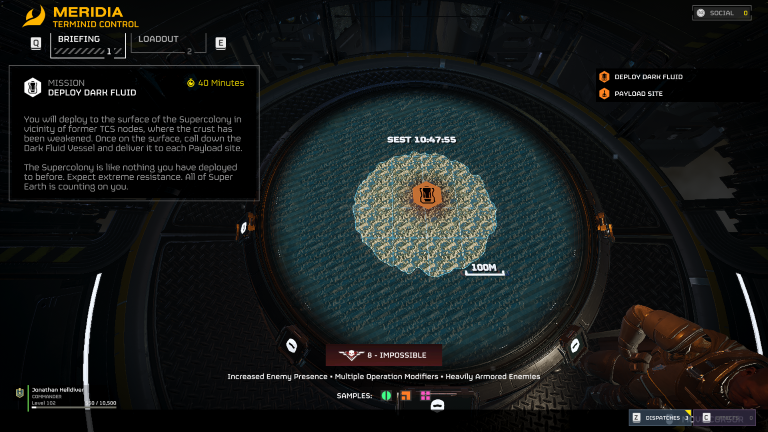 MERIDIA
TERMINID CONTROL
SOCIAL 0
Q
BRIEFING
1
LOADOUT
2
E
MISSION
DEPLOY DARK FLUID
40 Minutes
You will deploy to the surface of the Supercolony in
vicinity of former TCS nodes, where the crust has
been weakened. Once on the surface, call down the
Dark Fluid Vessel and deliver it to each Payload site.
The Supercolony is like nothing you have deployed
to before. Expect extreme resistance. All of Super
Earth is counting on you.
DEPLOY DARK FLUID
PAYLOAD SITE
SEST 10:47:55
100M
8 - IMPOSSIBLE
Increased Enemy Presence • Multiple Operation Modifiers • Heavily Armored Enemies
SAMPLES:
Jonathan Helldiver
COMMANDER
Level 102
/ 10,500
Z DISPATCHES 3
C